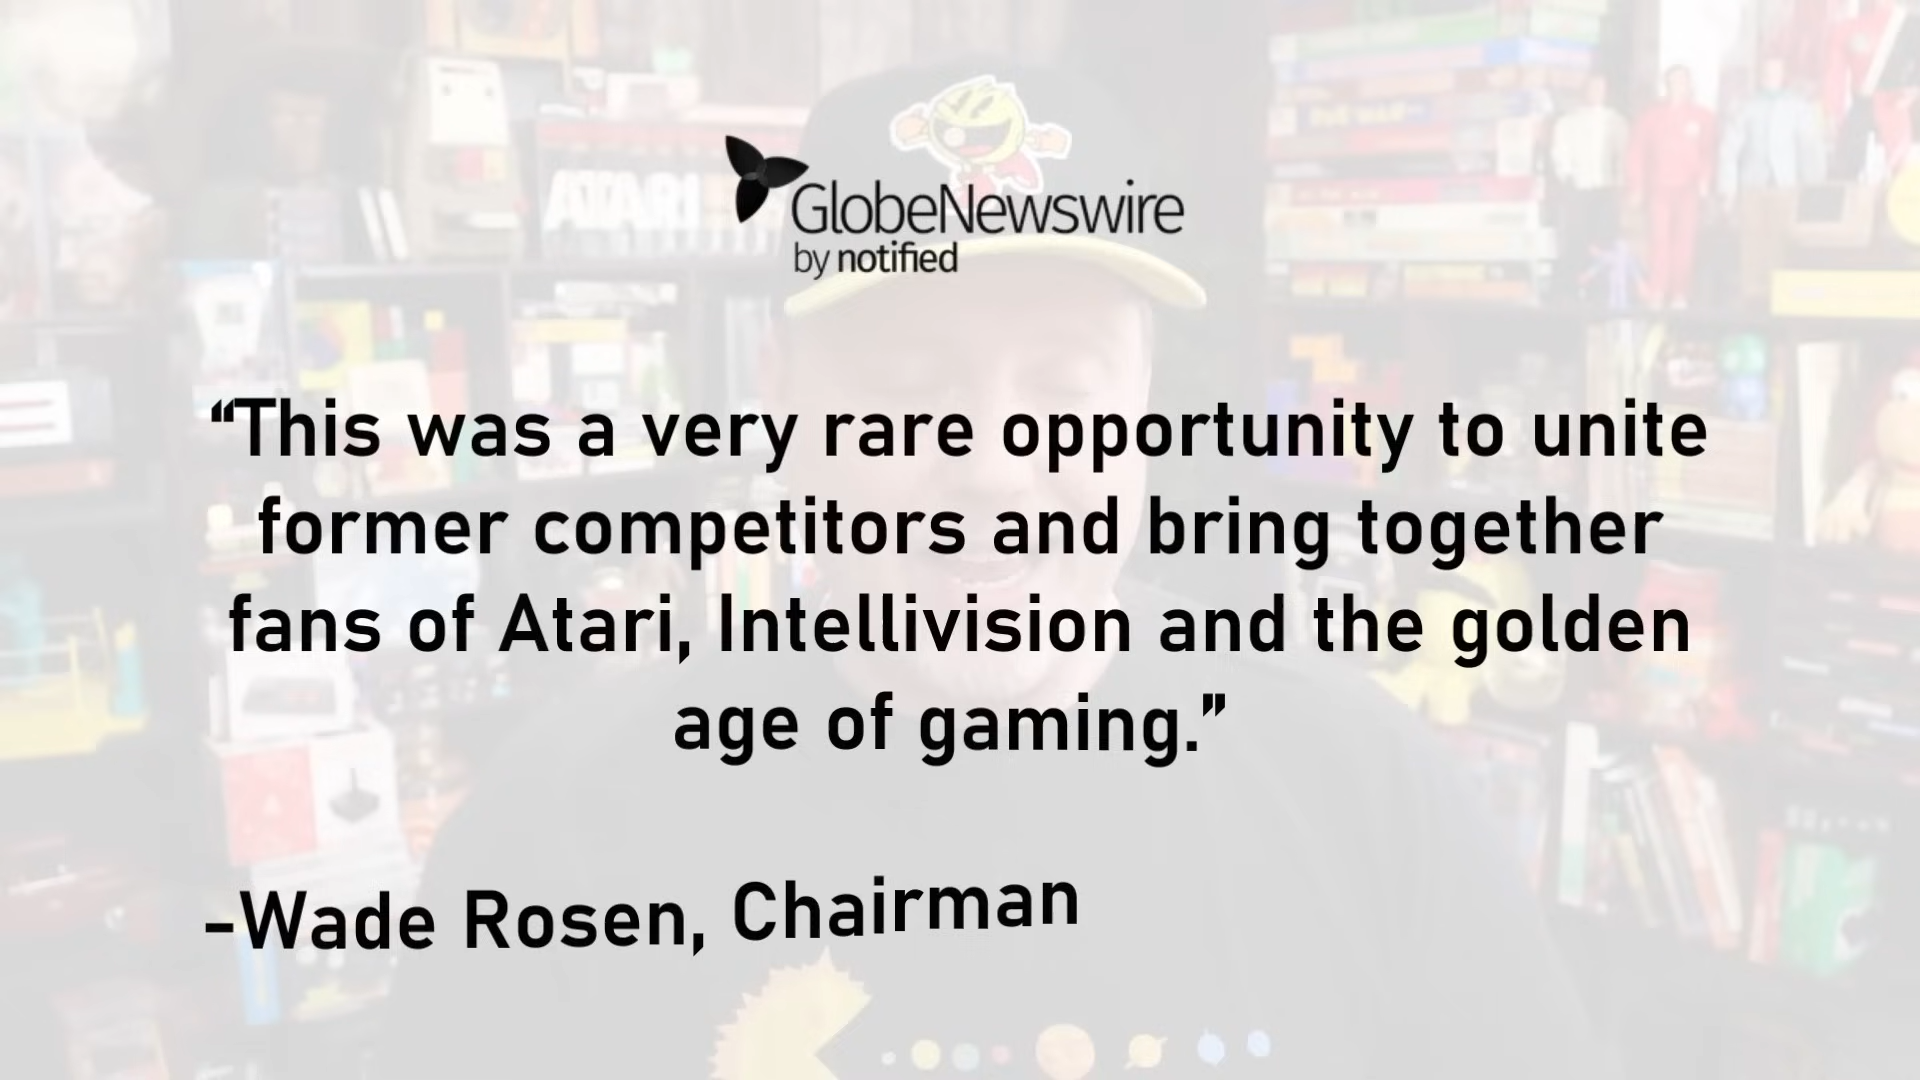 ATARI
GlobeNewswire
by notified
“This was a very rare opportunity to unite
former competitors and bring together
fans of Atari, Intellivision and the golden
age of gaming.”
-Wade Rosen, Chairman